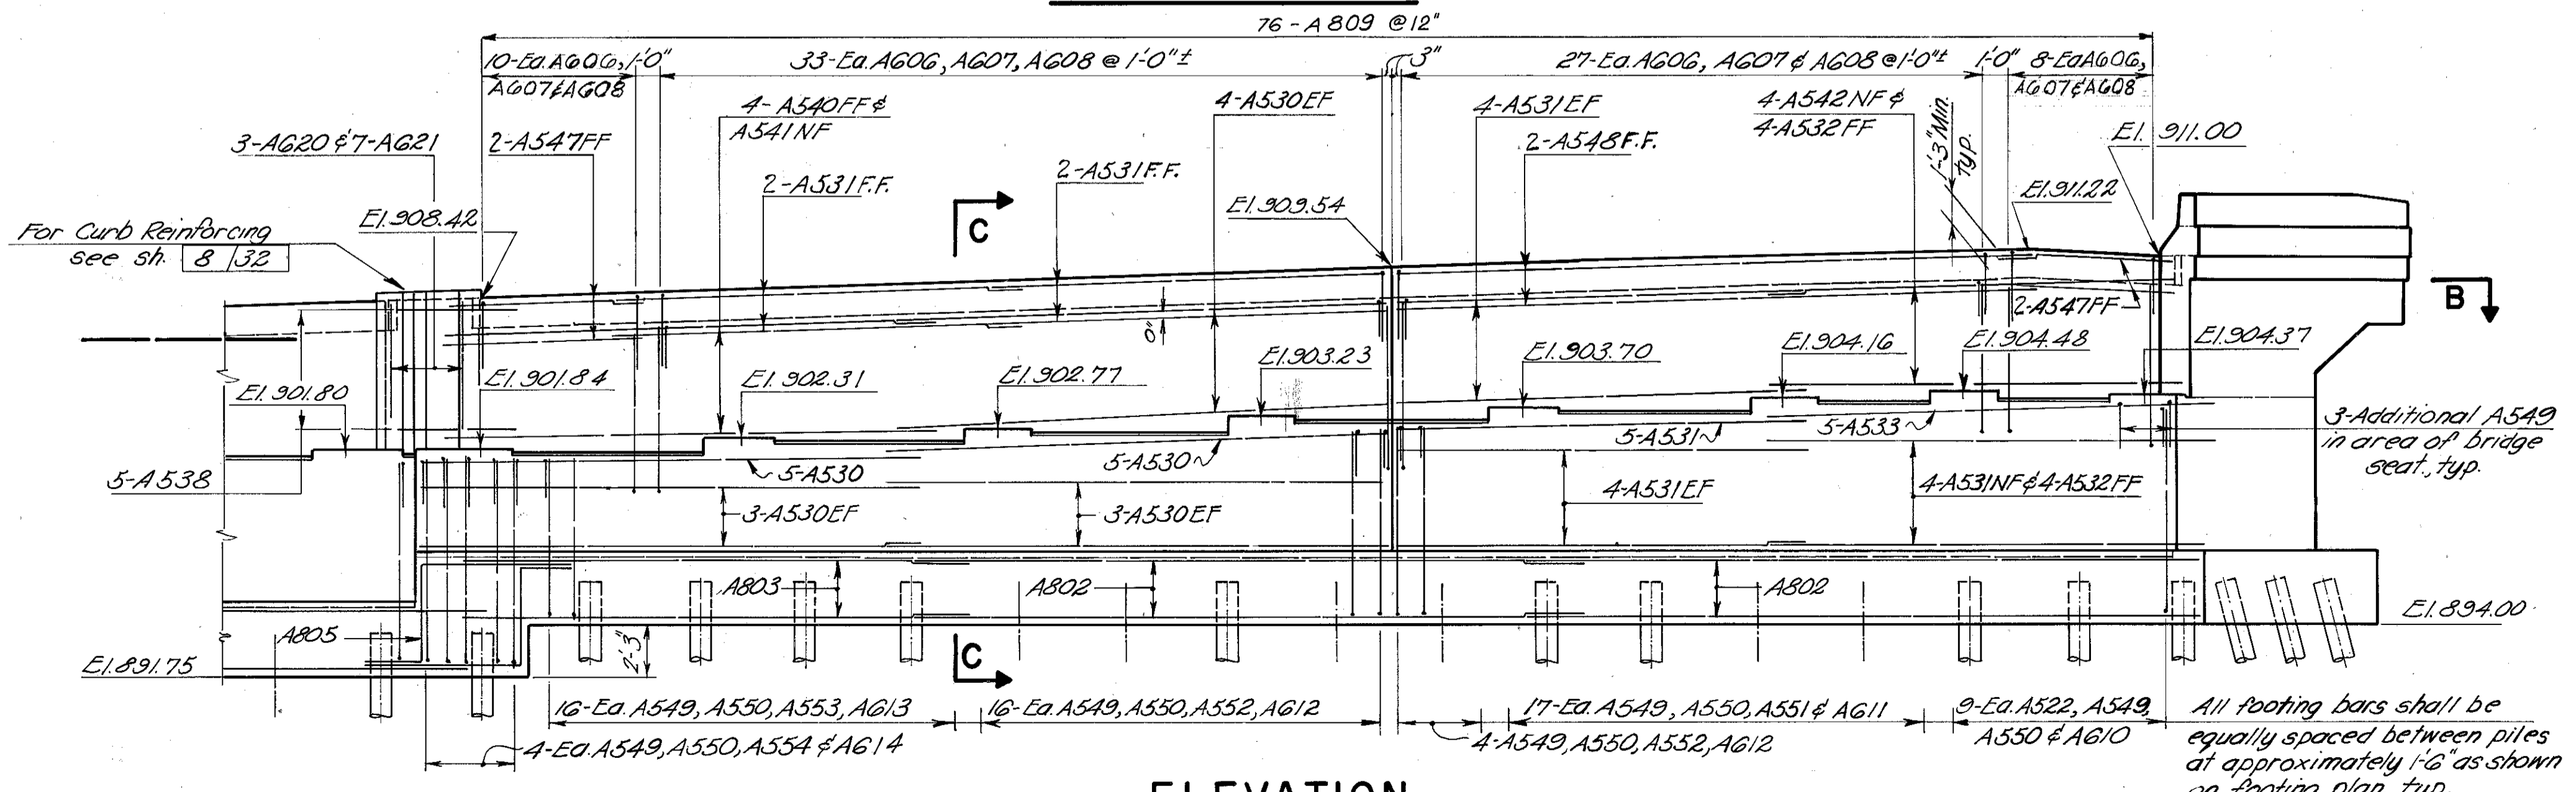 76 - A809 @12"
10-Ea. A606, 1'-0"
A607 & A608
33-Ea. A606, A607, A608 @ 1'-0"±
3"
27-Ea. A606, A607 & A608 @1'-0"±
1'-0"
8-Ea A606,
A607 & A608
4- A540FF &
A541NF
4-A530EF
4-A531EF
4-A542NF &
4-A532FF
1'-3" Min.
typ.
El. 911.00
3-A620 & 7-A621
2-A547FF
2-A531F.F.
2-A531F.F.
2-A548F.F.
El.911.22
For Curb Reinforcing
see sh. 8/32
El.908.42
C
El.909.54
B
0"
2-A547FF
El.901.80
El.901.84
El.902.31
El.902.77
El.903.23
El.903.70
El.904.16
El.904.48
El.904.37
5-A538
5-A530
5-A530
5-A531
5-A533
3-Additional A549
in area of bridge
seat, typ.
3-A530EF
3-A530EF
4-A531EF
4-A531NF & 4-A532FF
A803
A802
A802
A805
El.894.00
El.891.75
2'-3"
C
16-Ea. A549, A550, A553, A613
16-Ea. A549, A550, A552, A612
17-Ea. A549, A550, A551 & A611
9-Ea. A522, A549,
A550 & A610
4-Ea. A549, A550, A554 & A614
4-A549, A550, A552, A612
All footing bars shall be
equally spaced between piles
at approximately 1'-6" as shown
on footing plan, typ.
ELEVATION